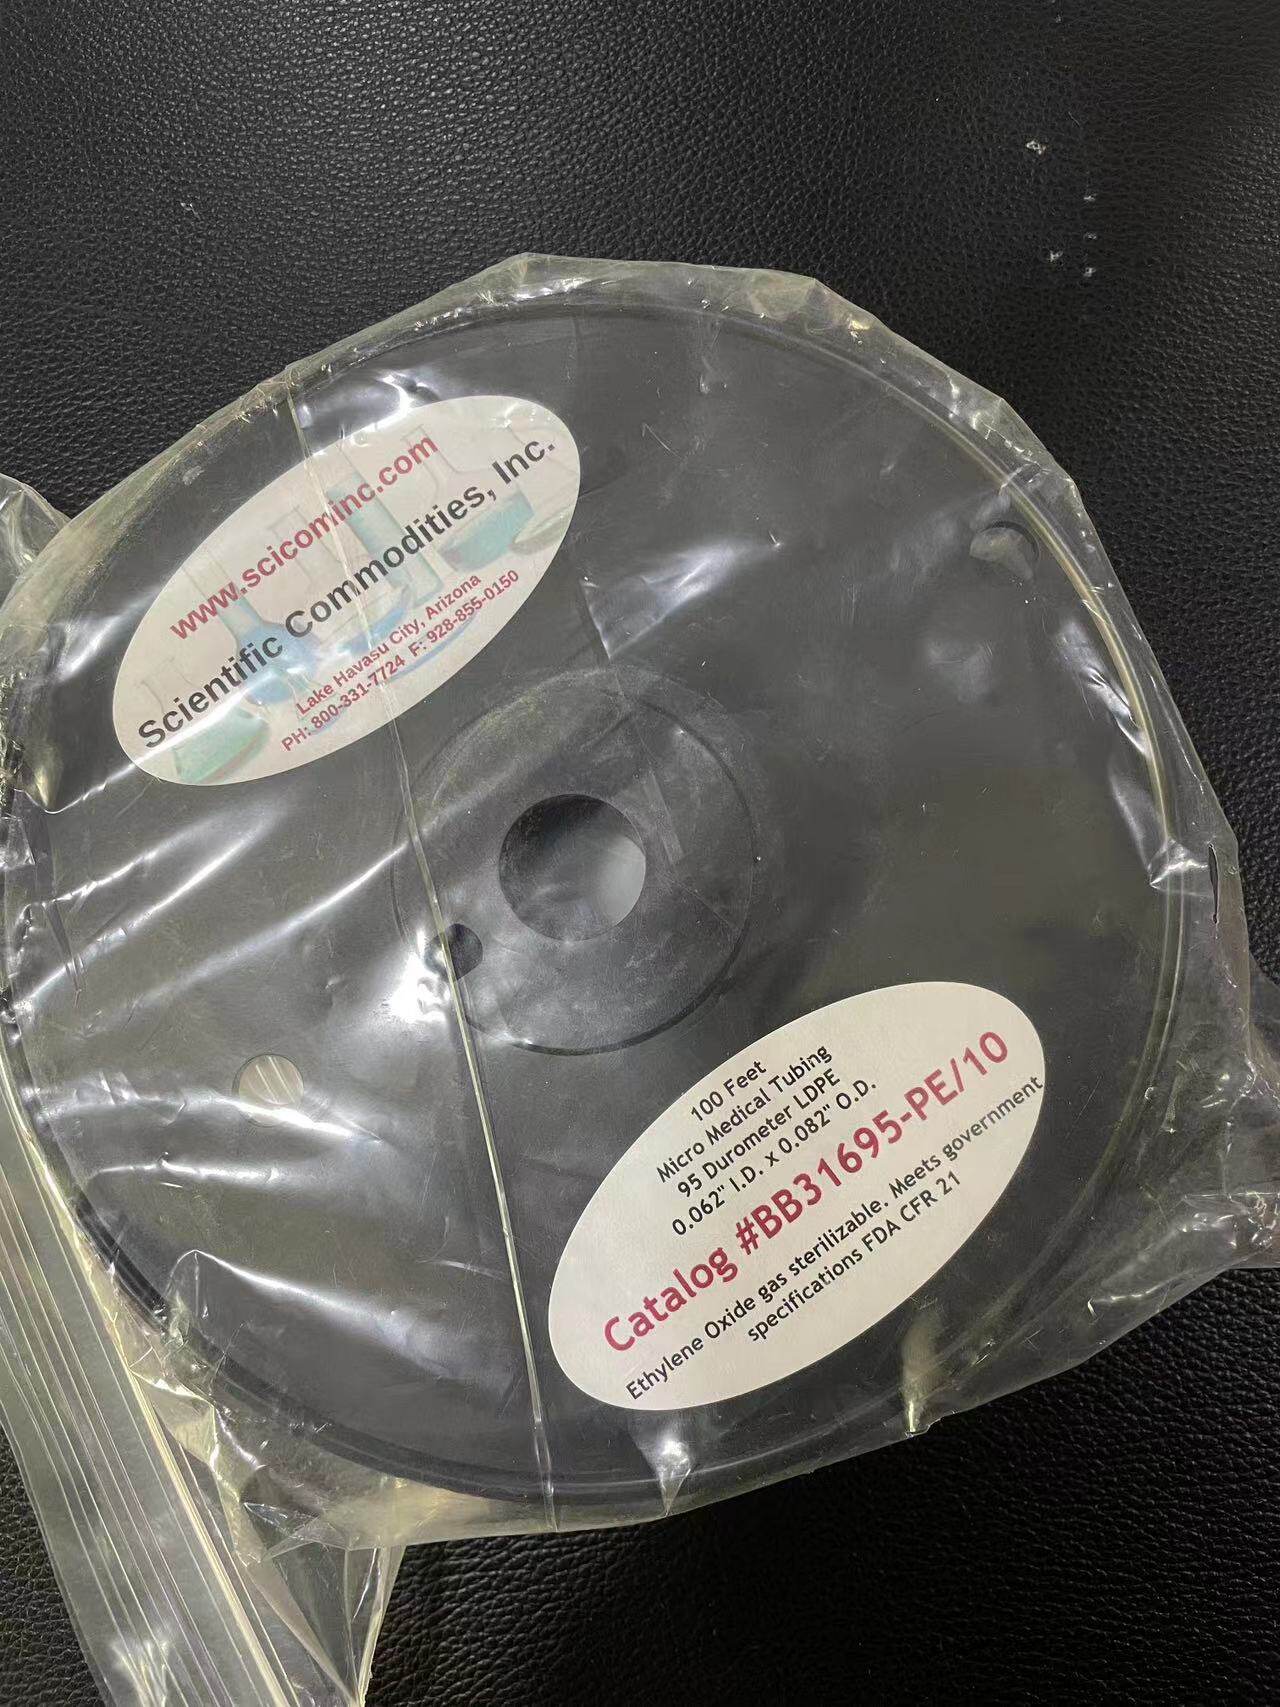 www.scicominc.com
Scientific Commodities, Inc.
Lake Havasu City, Arizona
PH: 800-331-7724 F: 928-855-0150
100 Feet
Micro Medical Tubing
95 Durometer LDPE
0.062" I.D. x 0.082" O.D.
Catalog #BB31695-PE/10
Ethylene Oxide gas sterilizable. Meets government
specifications FDA CFR 21